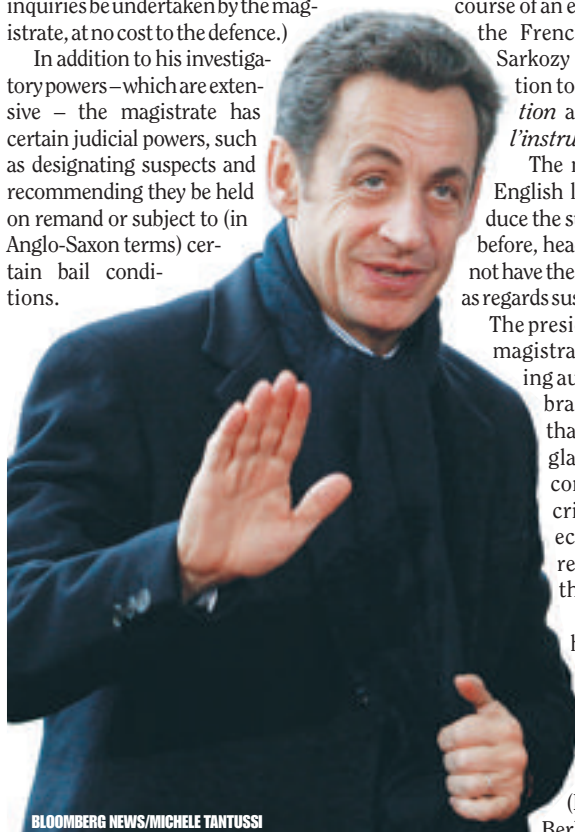 inquiries be undertaken by the mag-
istrate, at no cost to the defence.)
In addition to his investiga-
tory powers – which are exten-
sive – the magistrate has
certain judicial powers, such
as designating suspects and
recommending they be held
on remand or subject to (in
Anglo-Saxon terms) cer-
tain bail condi-
tions.
course of an e
the Frenc
Sarkozy
tion to
tion a
l'instru
The
English l
duce the s
before, hea
not have the
as regards sus
The presi
magistra
ing au
bra
tha
gla
con
cri
ec
re
th
h
(
Ber
BLOOMBERG NEWS/MICHELE TANTUSSI